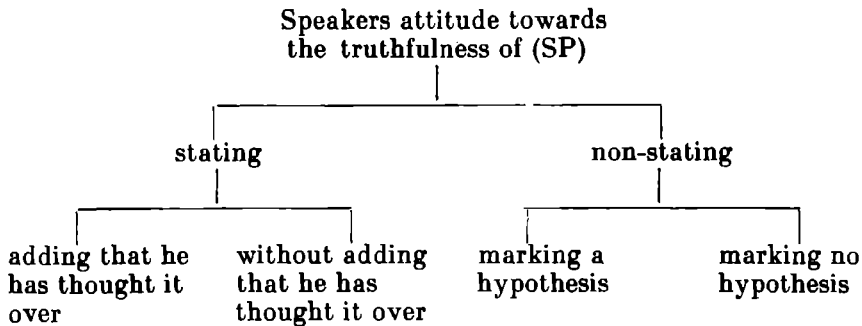 Speakers attitude towards
the truthfulness of (SP)
stating
non-stating
adding that he
has thought it
over
without adding
that he has
thought it over
marking a
hypothesis
marking no
hypothesis